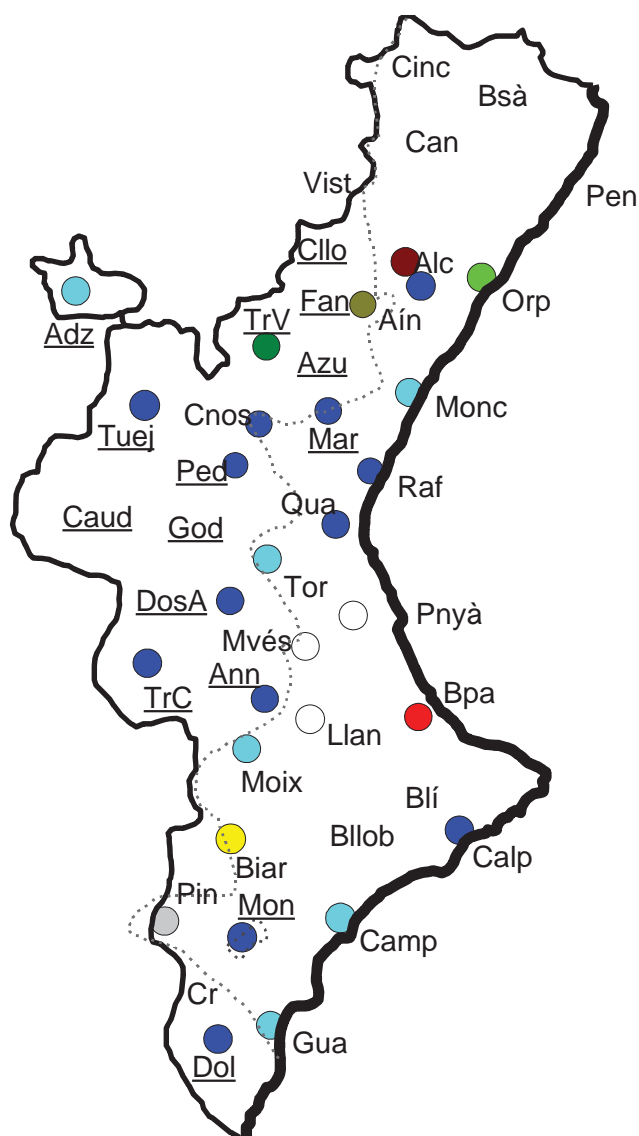 Cinc
Bsà
Can
Vist
Pen
Cllo
Alc
Fan
Orp
Aín
Adz
TrV
Azu
Monc
Cnos
Tuej
Mar
Ped
Raf
Qua
Caud
God
Tor
DosA
Pnyà
Mvés
Ann
TrC
Bpa
Llan
Moix
Blí
Bllob
Calp
Biar
Pin
Mon
Camp
Cr
Gua
Dol